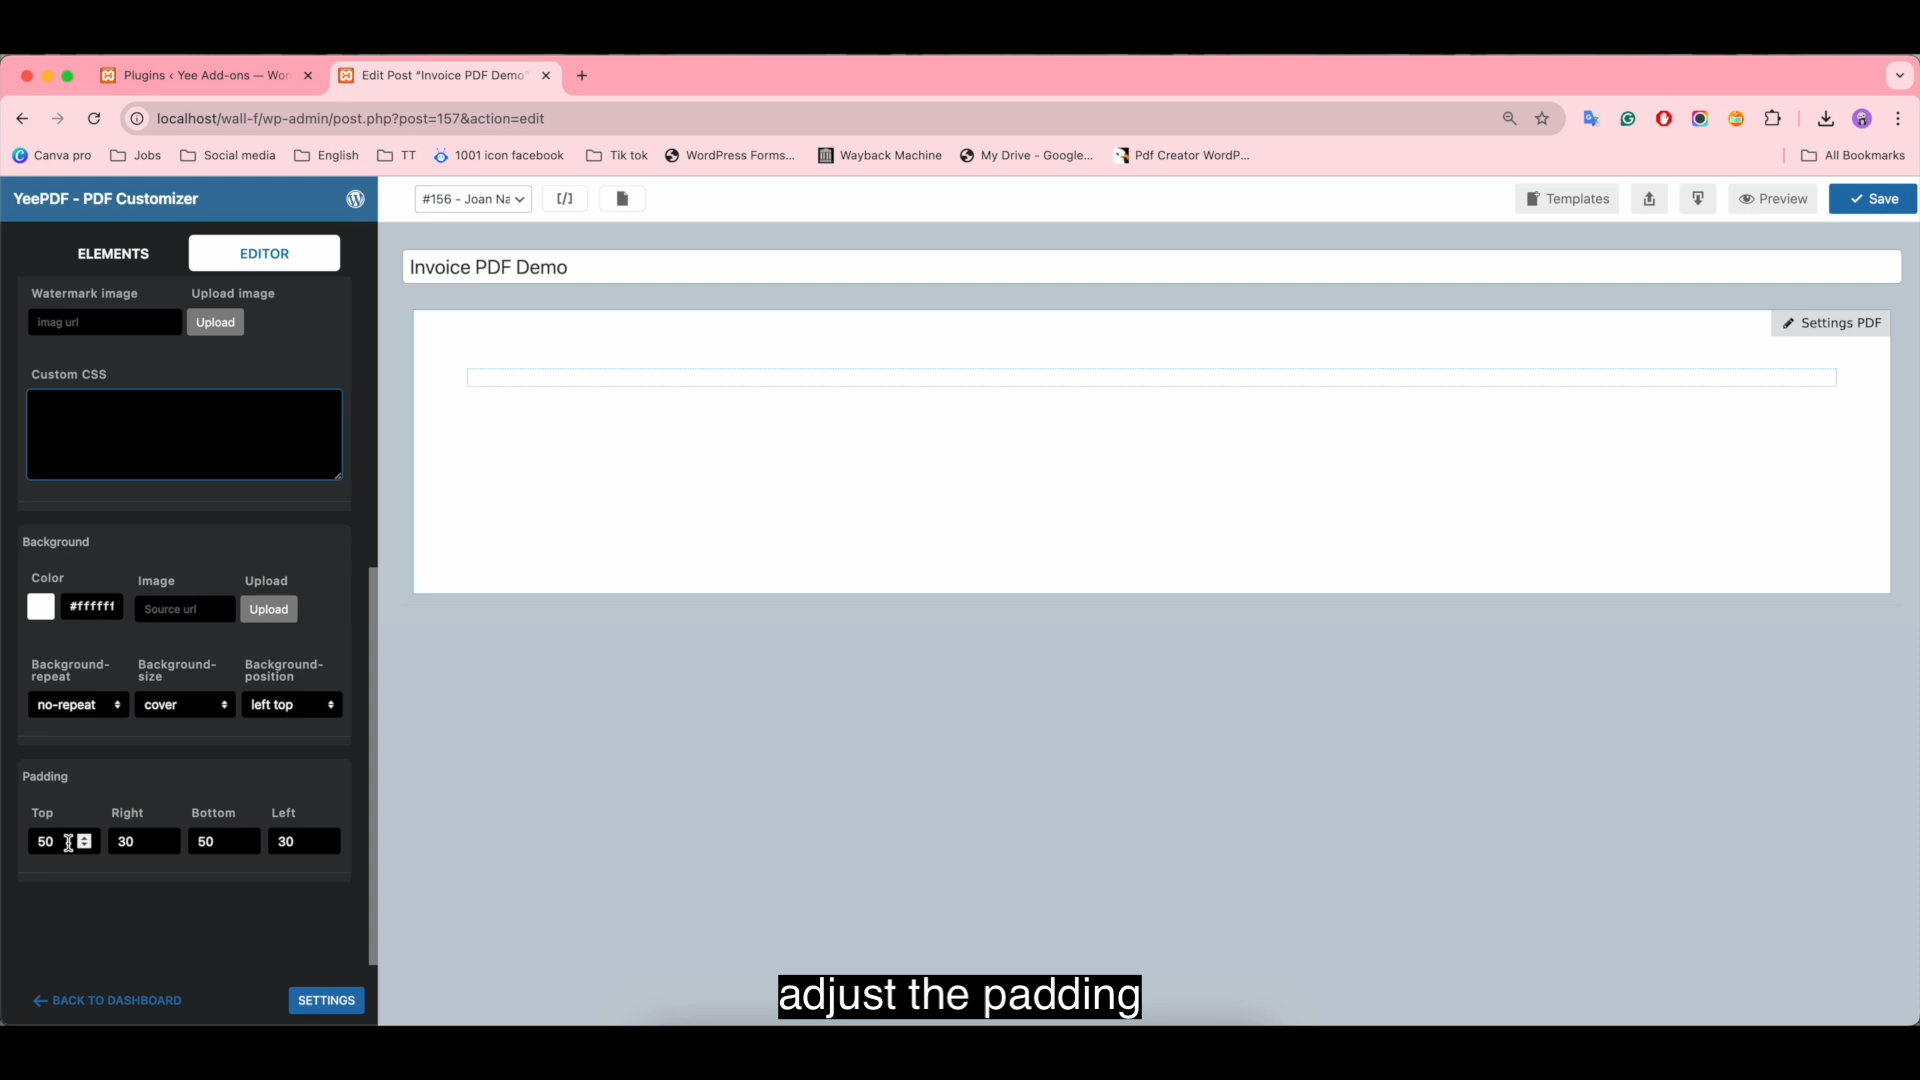 Plugins ‹ Yee Add-ons — Wor
Edit Post “Invoice PDF Demo”
localhost/wall-f/wp-admin/post.php?post=157&action=edit
Canva pro
Jobs
Social media
English
TT
1001 icon facebook
Tik tok
WordPress Forms...
Wayback Machine
My Drive - Google...
Pdf Creator WordP...
All Bookmarks
YeePDF - PDF Customizer
#156 - Joan Na
[/]
Templates
Preview
Save
ELEMENTS
EDITOR
Invoice PDF Demo
Settings PDF
Watermark image
Upload image
imag url
Upload
Custom CSS
Background
Color
Image
Upload
#ffffff
Source url
Upload
Background-
repeat
Background-
size
Background-
position
no-repeat
cover
left top
Padding
Top
Right
Bottom
Left
50
30
50
30
BACK TO DASHBOARD
SETTINGS
adjust the padding